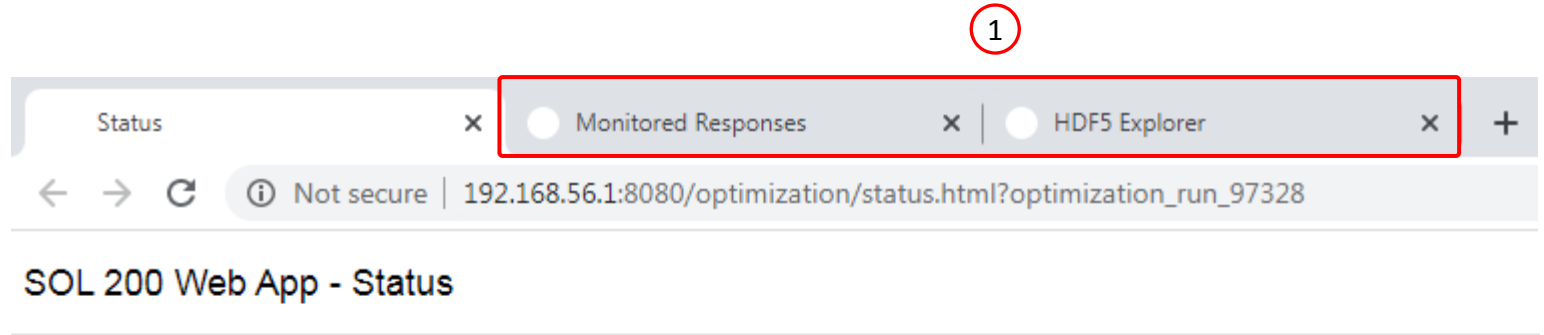 1
Status Monitored Responses HDF5 Explorer
Not secure 192.168.56.1:8080/optimization/status.html?optimization_run_97328
SOL 200 Web App - Status